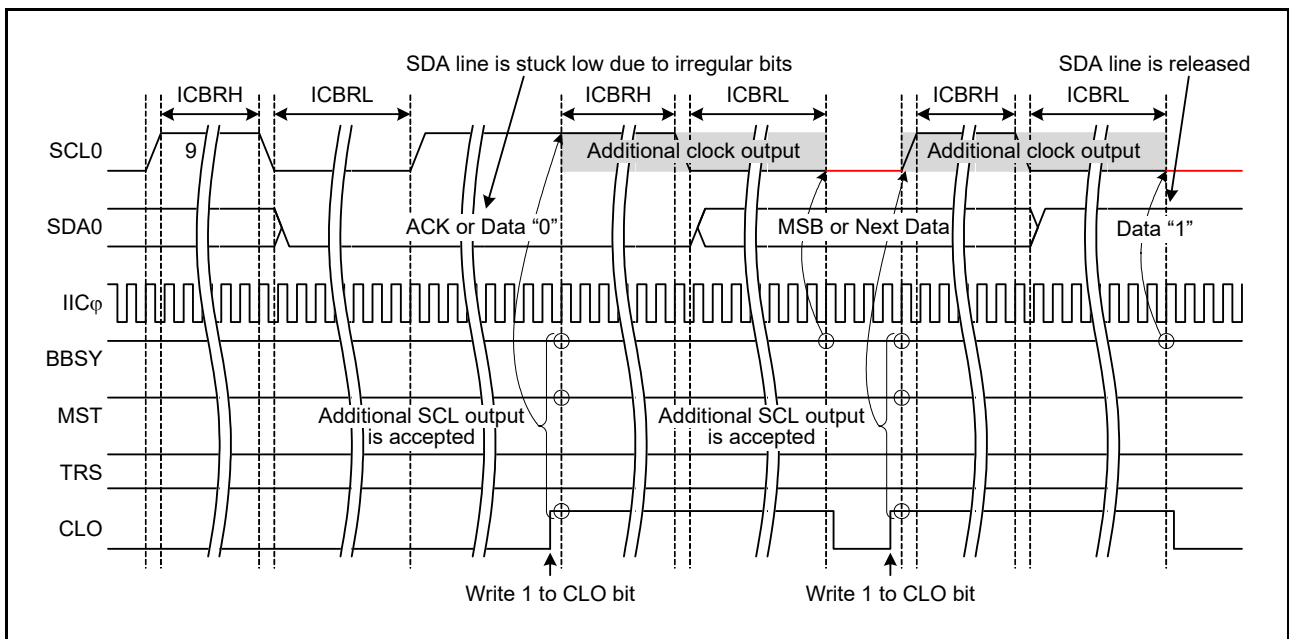 SDA line is stuck low due to irregular bits
SDA line is released
ICBRH
ICBRL
ICBRH
ICBRL
ICBRH
ICBRL
SCL0
9
Additional clock output
Additional clock output
SDA0
ACK or Data “0”
MSB or Next Data
Data “1”
IICφ
BBSY
MST
Additional SCL output
is accepted
Additional SCL output
is accepted
TRS
CLO
Write 1 to CLO bit
Write 1 to CLO bit